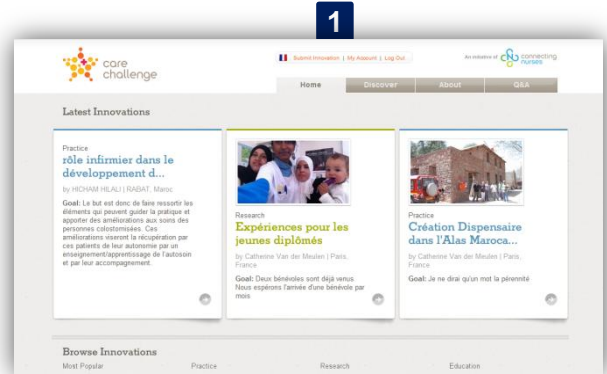 1
care
challenge
Submit Innovation | My Account | Log Out
An initiative of connecting
nurses
Home Discover About Q&A
Latest Innovations
Practice
rôle infirmier dans le
développement d...
by HICHAM HILALI | RABAT, Maroc
Goal: Le but est donc de faire ressortir les
éléments qui peuvent guider la pratique et
apporter des améliorations aux soins des
personnes colostomisées. Ces
améliorations viseront la récupération par
ces patients de leur autonomie par un
enseignement/apprentissage de l'autosoin
et par leur accompagnement.
Research
Expériences pour les
jeunes diplômés
by Catherine Van der Meulen | Paris,
France
Goal: Deux bénévoles sont déjà venus.
Nous espérons l'arrivée d'une bénévole par
mois.
Practice
Création Dispensaire
dans l'Alas Maroca...
by Catherine Van der Meulen | Paris,
France
Goal: Je ne dirai qu'un mot la pérennité
Browse Innovations
Most Popular Practice Research Education